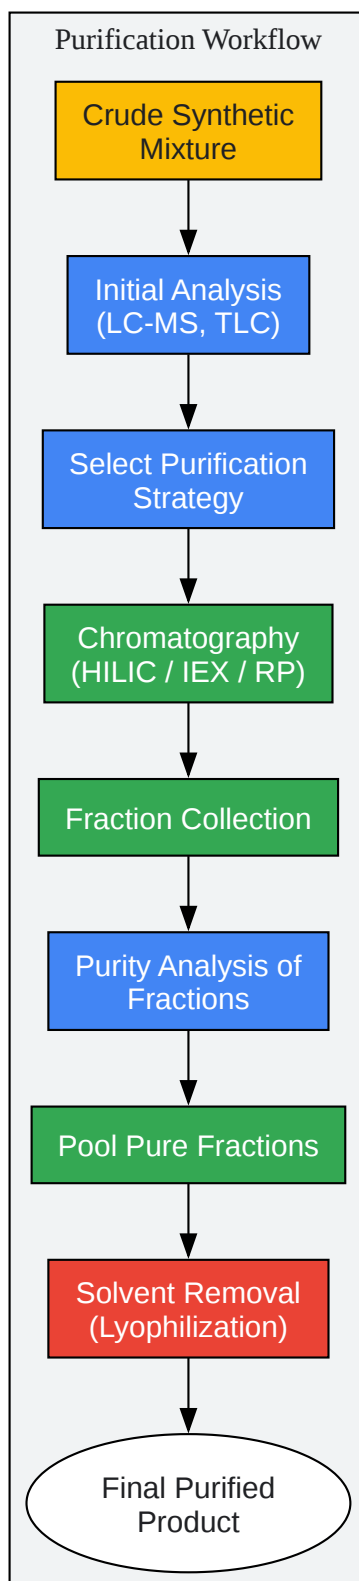 Purification Workflow
Crude Synthetic
Mixture
Initial Analysis
(LC-MS, TLC)
Select Purification
Strategy
Chromatography
(HILIC / IEX / RP)
Fraction Collection
Purity Analysis of
Fractions
Pool Pure Fractions
Solvent Removal
(Lyophilization)
Final Purified
Product